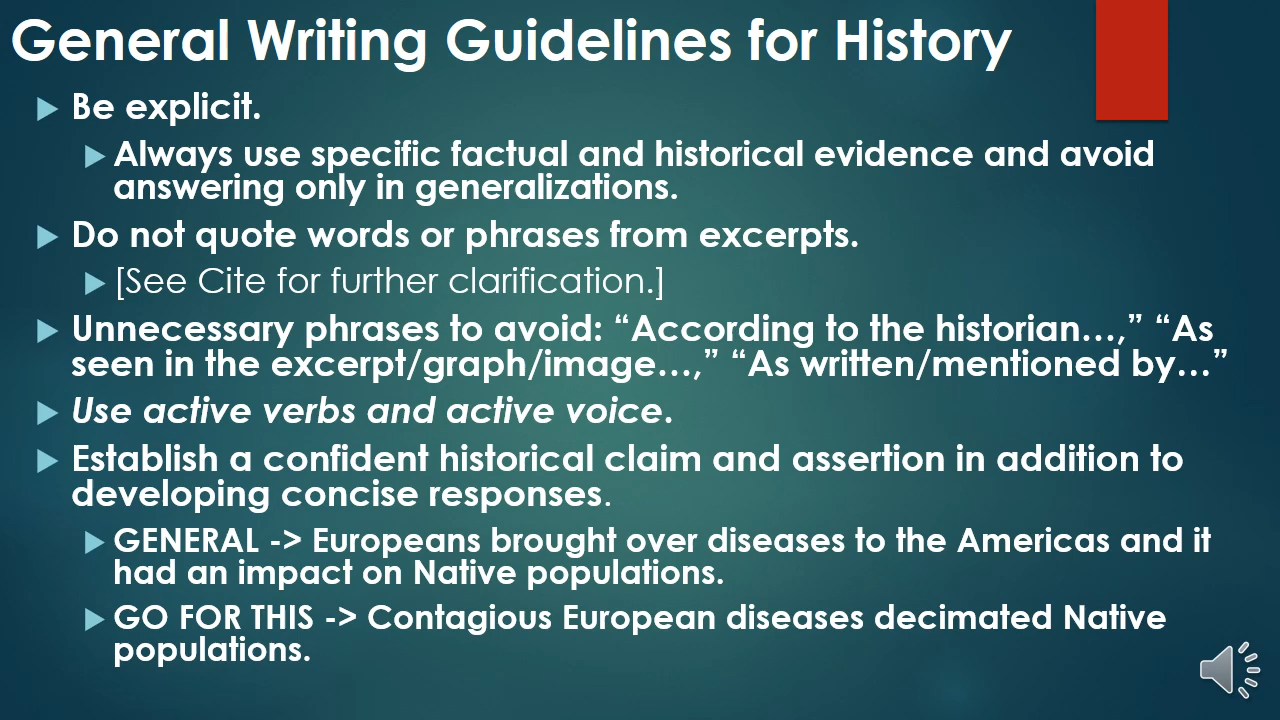 General Writing Guidelines for History
Be explicit.
Always use specific factual and historical evidence and avoid
answering only in generalizations.
Do not quote words or phrases from excerpts.
[See Cite for further clarification.]
Unnecessary phrases to avoid: “According to the historian…,” “As
seen in the excerpt/graph/image…,” “As written/mentioned by…”
Use active verbs and active voice.
Establish a confident historical claim and assertion in addition to
developing concise responses.
GENERAL -> Europeans brought over diseases to the Americas and it
had an impact on Native populations.
GO FOR THIS -> Contagious European diseases decimated Native
populations.